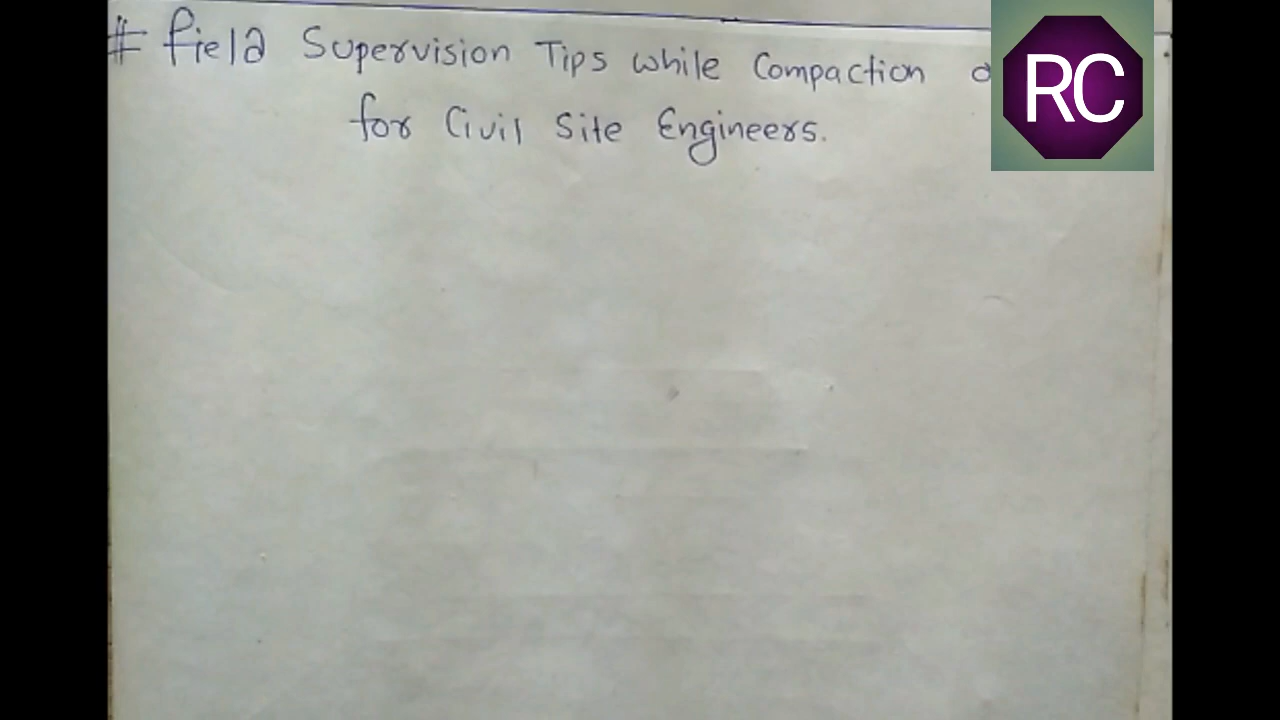 # Field Supervision Tips while Compaction
RC
for Civil Site Engineers.